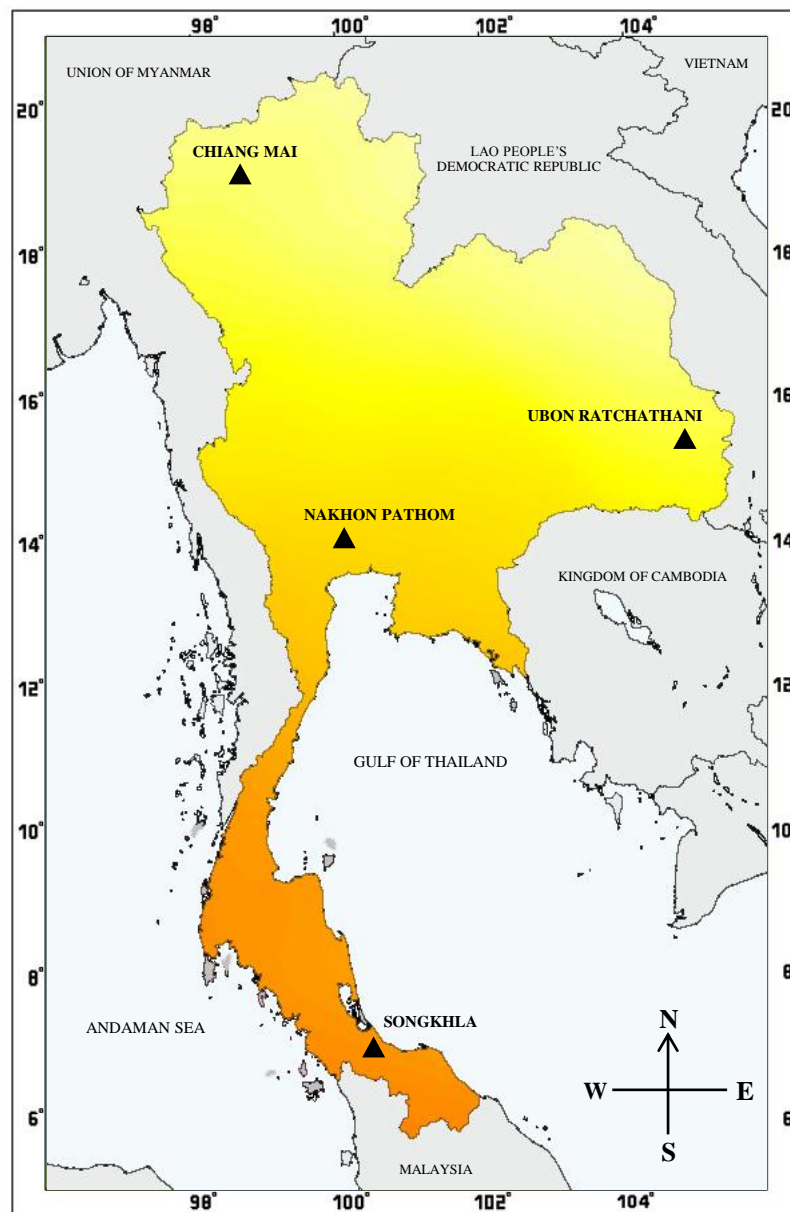 98° 100° 102° 104°
UNION OF MYANMAR
VIETNAM
20° 20
CHIANG MAI
LAO PEOPLE'S
DEMOCRATIC REPUBLIC
18° 18
16° 16
UBON RATCHATHANI
NAKHON PATHOM
14° 14
KINGDOM OF CAMBODIA
12° 12
GULF OF THAILAND
10° 10
8° 8
ANDAMAN SEA
SONGKHLA
N
W E
S
6° 6
MALAYSIA
98° 100° 102° 104°